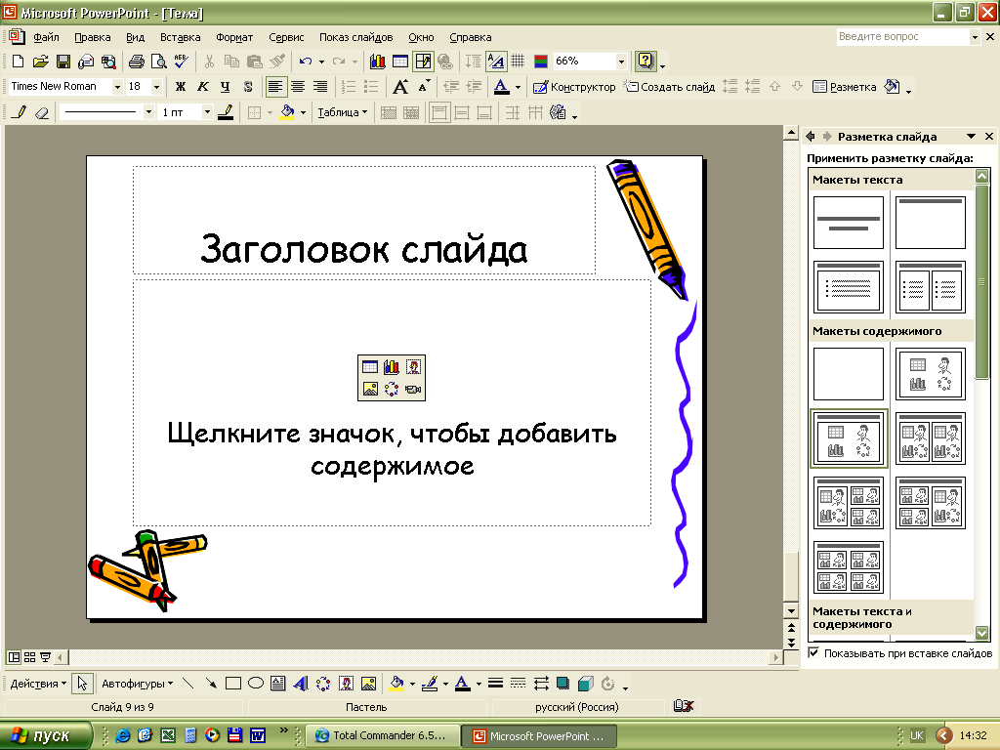 Microsoft PowerPoint - [Тема]
Файл Правка Вид Вставка Формат Сервис Показ слайдов Окно Справка Введите вопрос
66%
Times New Roman 18 Ж К Ч S Конструктор Создать слайд Разметка
1 пт Таблица
Разметка слайда
Применить разметку слайда:
Макеты текста
Заголовок слайда
Макеты содержимого
Щелкните значок, чтобы добавить
содержимое
Макеты текста и
содержимого
Показывать при вставке слайдов
Действия Автофигуры
Слайд 9 из 9 Пастель русский (Россия)
пуск Total Commander 6.5... Microsoft PowerPoint ... UK 14:32